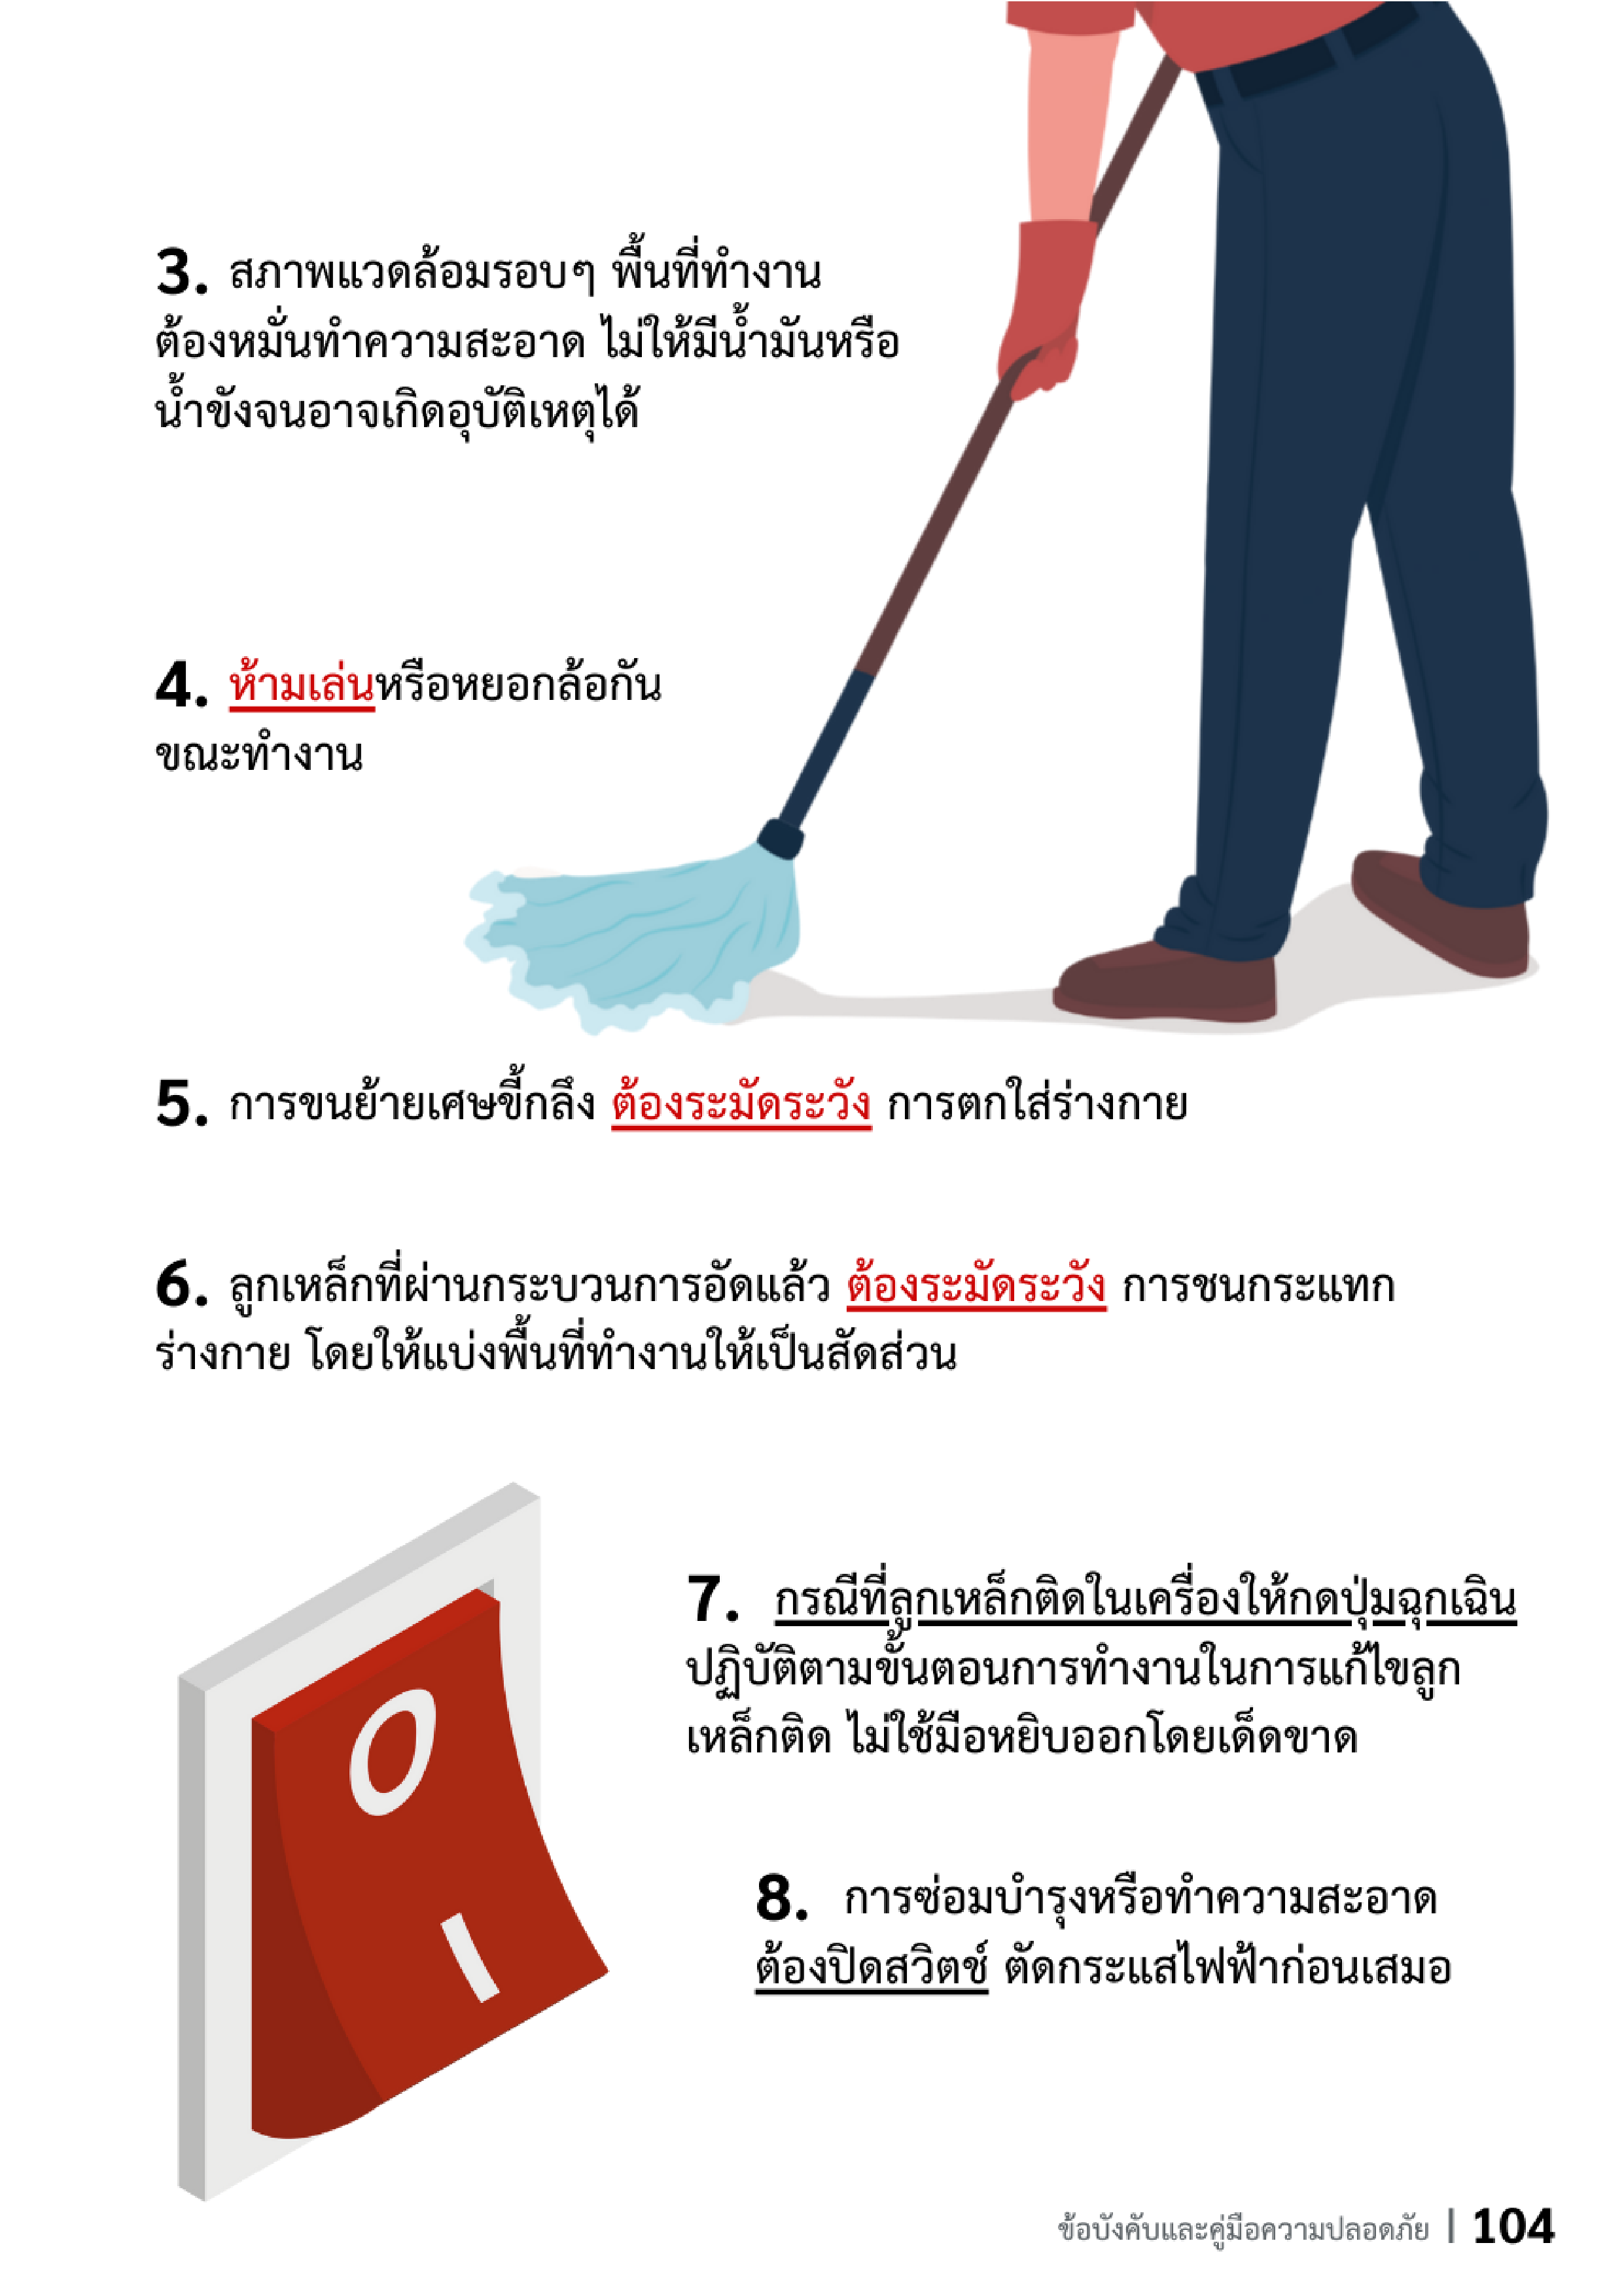 3. สภาพแวดล้อมรอบๆ พื้นที่ทำงาน
ต้องหมั่นทำความสะอาด ไม่ให้มีน้ำมันหรือ
น้ำขังจนอาจเกิดอุบัติเหตุได้
4. ห้ามเล่นหรือหยอกล้อกัน
ขณะทำงาน
5. การขนย้ายเศษขี้กลึง ต้องระมัดระวัง การตกใส่ร่างกาย
6. ลูกเหล็กที่ผ่านกระบวนการอัดแล้ว ต้องระมัดระวัง การชนกระแทก
ร่างกาย โดยให้แบ่งพื้นที่ทำงานให้เป็นสัดส่วน
7. กรณีที่ลูกเหล็กติดในเครื่องให้กดปุ่มฉุกเฉิน
ปฏิบัติตามขั้นตอนการทำงานในการแก้ไขลูก
เหล็กติด ไม่ใช้มือหยิบออกโดยเด็ดขาด
8. การซ่อมบำรุงหรือทำความสะอาด
ต้องปิดสวิตช์ ตัดกระแสไฟฟ้าก่อนเสมอ
ข้อบังคับและคู่มือความปลอดภัย | 104